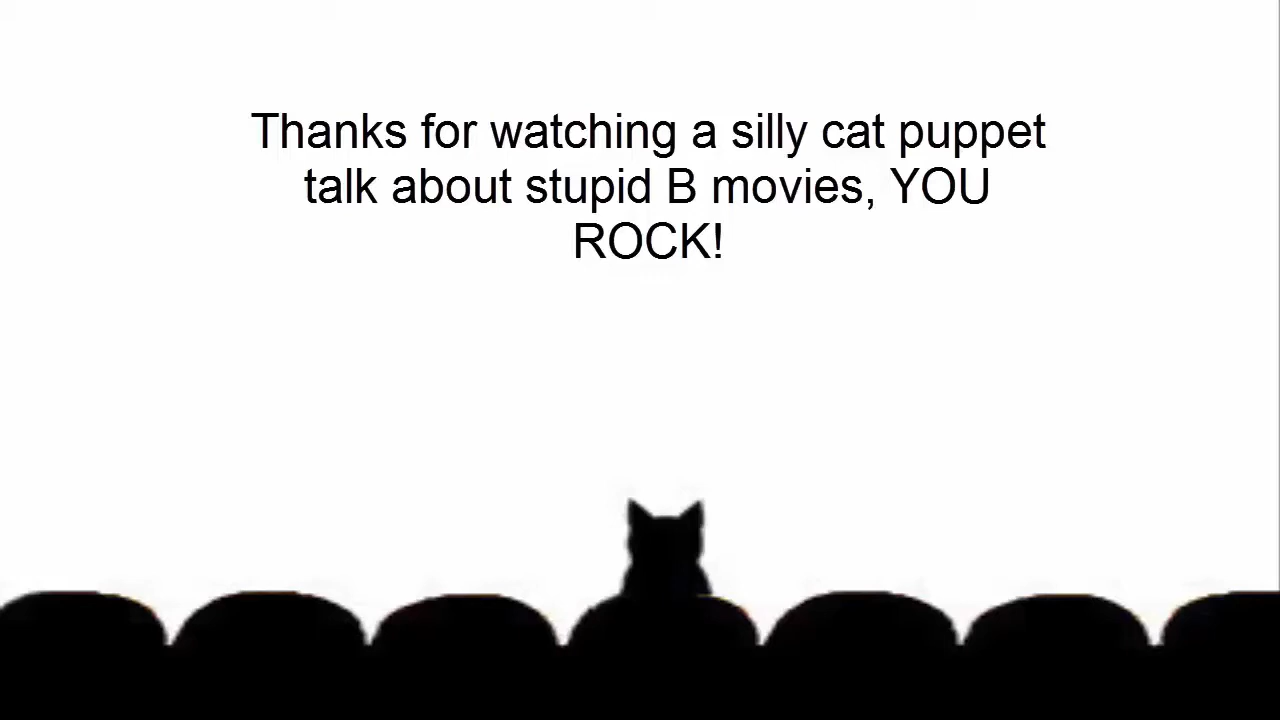 Thanks for watching a silly cat puppet
talk about stupid B movies, YOU
ROCK!